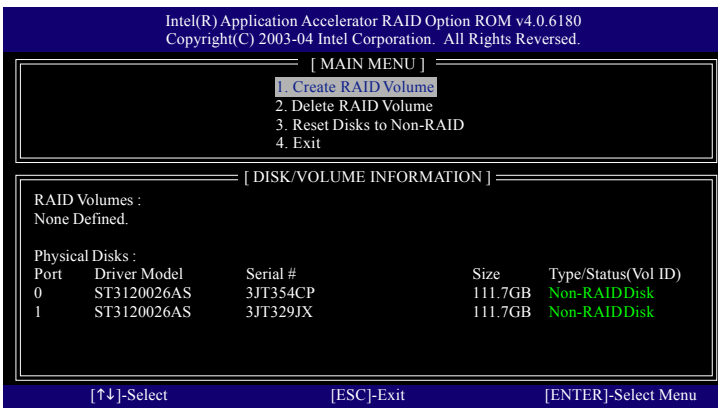 Intel(R) Application Accelerator RAID Option ROM v4.0.6180
Copyright(C) 2003-04 Intel Corporation.  All Rights Reversed.
[ MAIN MENU ]
1. Create RAID Volume
2. Delete RAID Volume
3. Reset Disks to Non-RAID
4. Exit
[ DISK/VOLUME INFORMATION ]
RAID Volumes :
None Defined.
Physical Disks :
Port Driver Model Serial # Size Type/Status(Vol ID)
0 ST3120026AS 3JT354CP 111.7GB Non-RAIDDisk
1 ST3120026AS 3JT329JX 111.7GB Non-RAIDDisk
[↑↓]-Select [ESC]-Exit [ENTER]-Select Menu